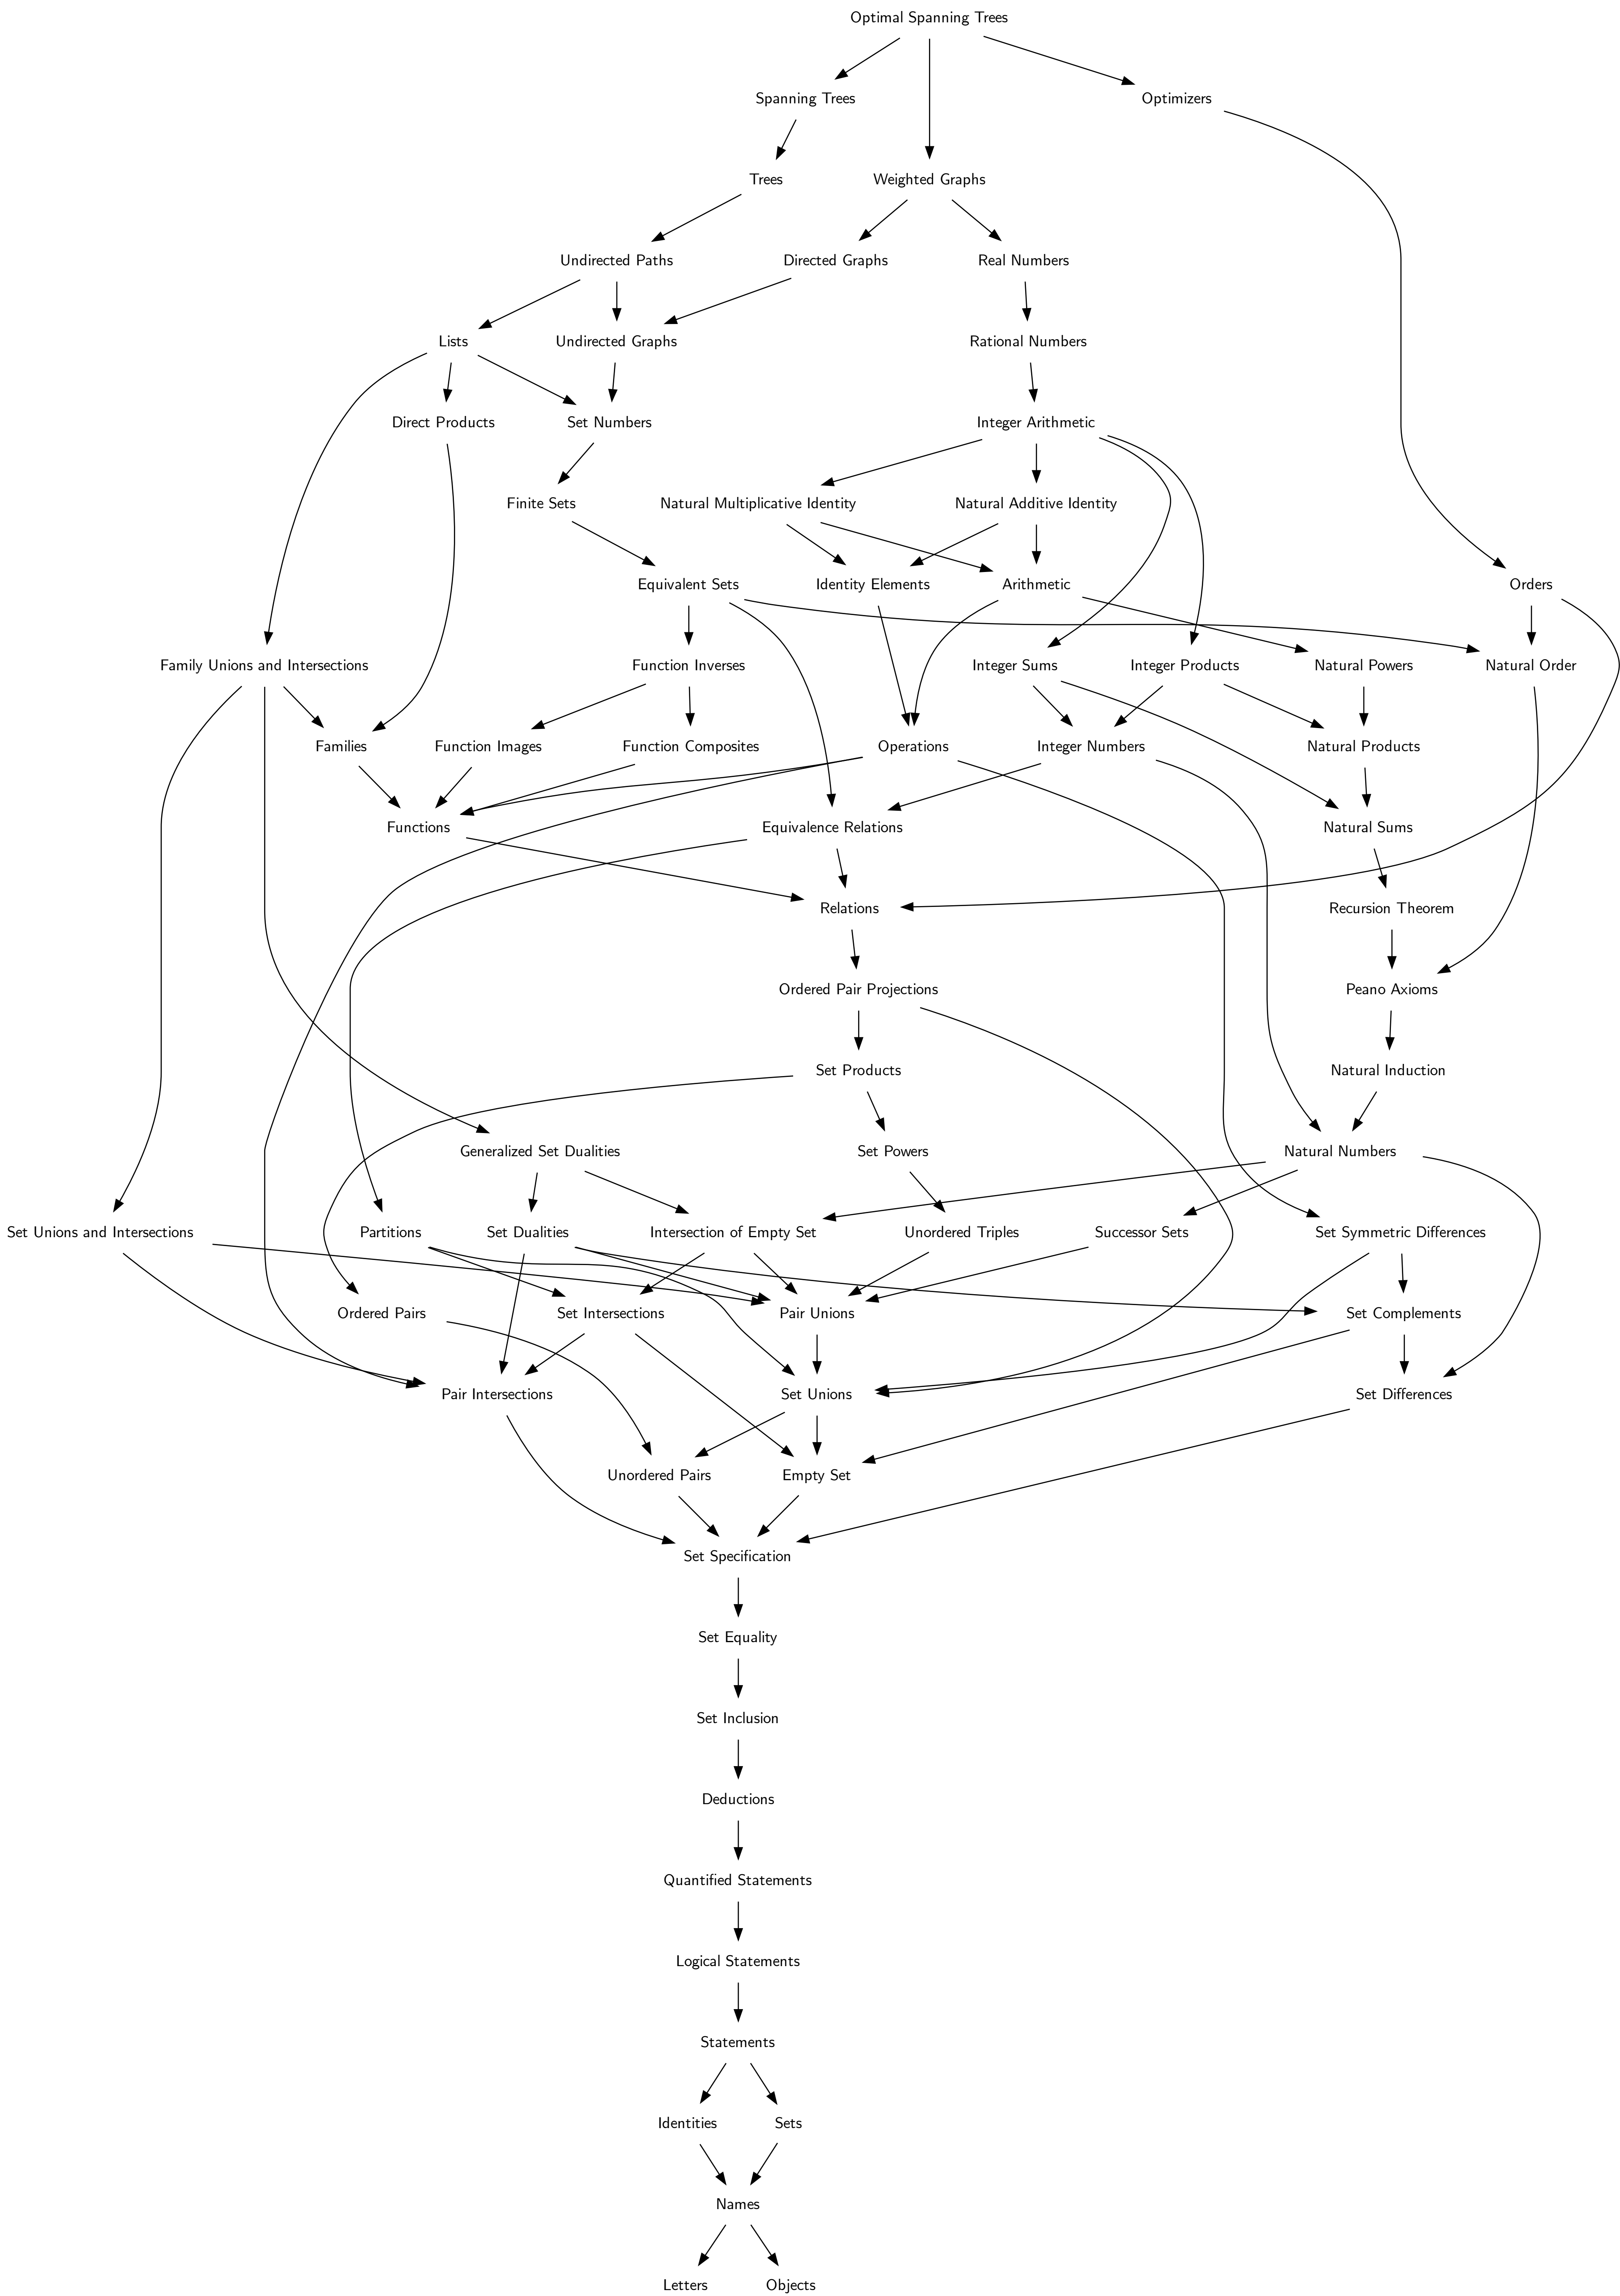 Optimal Spanning Trees
Spanning Trees
Optimizers
Trees
Weighted Graphs
Undirected Paths
Directed Graphs
Real Numbers
Lists
Undirected Graphs
Rational Numbers
Direct Products
Set Numbers
Integer Arithmetic
Finite Sets
Natural Multiplicative Identity
Natural Additive Identity
Equivalent Sets
Identity Elements
Arithmetic
Orders
Family Unions and Intersections
Function Inverses
Integer Sums
Integer Products
Natural Powers
Natural Order
Families
Function Images
Function Composites
Operations
Integer Numbers
Natural Products
Functions
Equivalence Relations
Natural Sums
Relations
Recursion Theorem
Ordered Pair Projections
Peano Axioms
Set Products
Natural Induction
Generalized Set Dualities
Set Powers
Natural Numbers
Set Unions and Intersections
Partitions
Set Dualities
Intersection of Empty Set
Unordered Triples
Successor Sets
Set Symmetric Differences
Ordered Pairs
Set Intersections
Pair Unions
Set Complements
Pair Intersections
Set Unions
Set Differences
Unordered Pairs
Empty Set
Set Specification
Set Equality
Set Inclusion
Deductions
Quantified Statements
Logical Statements
Statements
Identities
Sets
Names
Letters
Objects